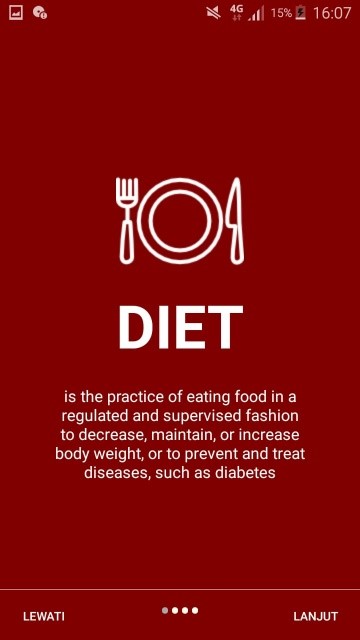 4G 15% 16:07
DIET
is the practice of eating food in a
regulated and supervised fashion
to decrease, maintain, or increase
body weight, or to prevent and treat
diseases, such as diabetes
LEWATI LANJUT